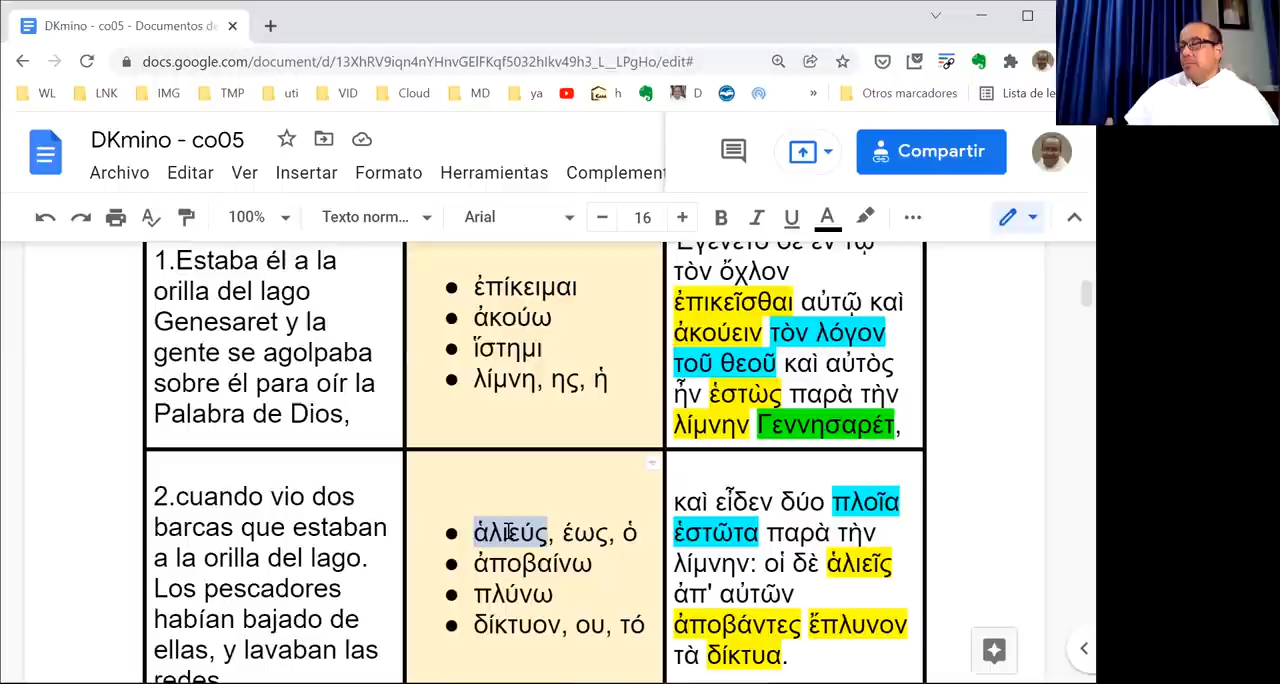 DKmino - co05 - Documentos de
docs.google.com/document/d/13XhRV9iqn4nYHnvGElFKqf5032hIkv49h3_L__LPgHo/edit#
WL LNK IMG TMP uti VID Cloud MD ya h D » Otros marcadores Lista de le
DKmino - co05
Compartir
Archivo Editar Ver Insertar Formato Herramientas Complement
100% Texto norm... Arial 16 B I U A
1.Estaba él a la
orilla del lago
Genesaret y la
gente se agolpaba
sobre él para oír la
Palabra de Dios,
ἐπίκειμαι
ἀκούω
ἵστημι
λίμνη, ης, ἡ
Ἐγένετο δὲ ἐν τῷ
τὸν ὄχλον
ἐπικεῖσθαι αὐτῷ καὶ
ἀκούειν τὸν λόγον
τοῦ θεοῦ καὶ αὐτὸς
ἦν ἑστὼς παρὰ τὴν
λίμνην Γεννησαρέτ,
2.cuando vio dos
barcas que estaban
a la orilla del lago.
Los pescadores
habían bajado de
ellas, y lavaban las
redes
ἁλιεύς, έως, ὁ
ἀποβαίνω
πλύνω
δίκτυον, ου, τό
καὶ εἶδεν δύο πλοῖα
ἑστῶτα παρὰ τὴν
λίμνην: οἱ δὲ ἁλιεῖς
ἀπ' αὐτῶν
ἀποβάντες ἔπλυνον
τὰ δίκτυα.